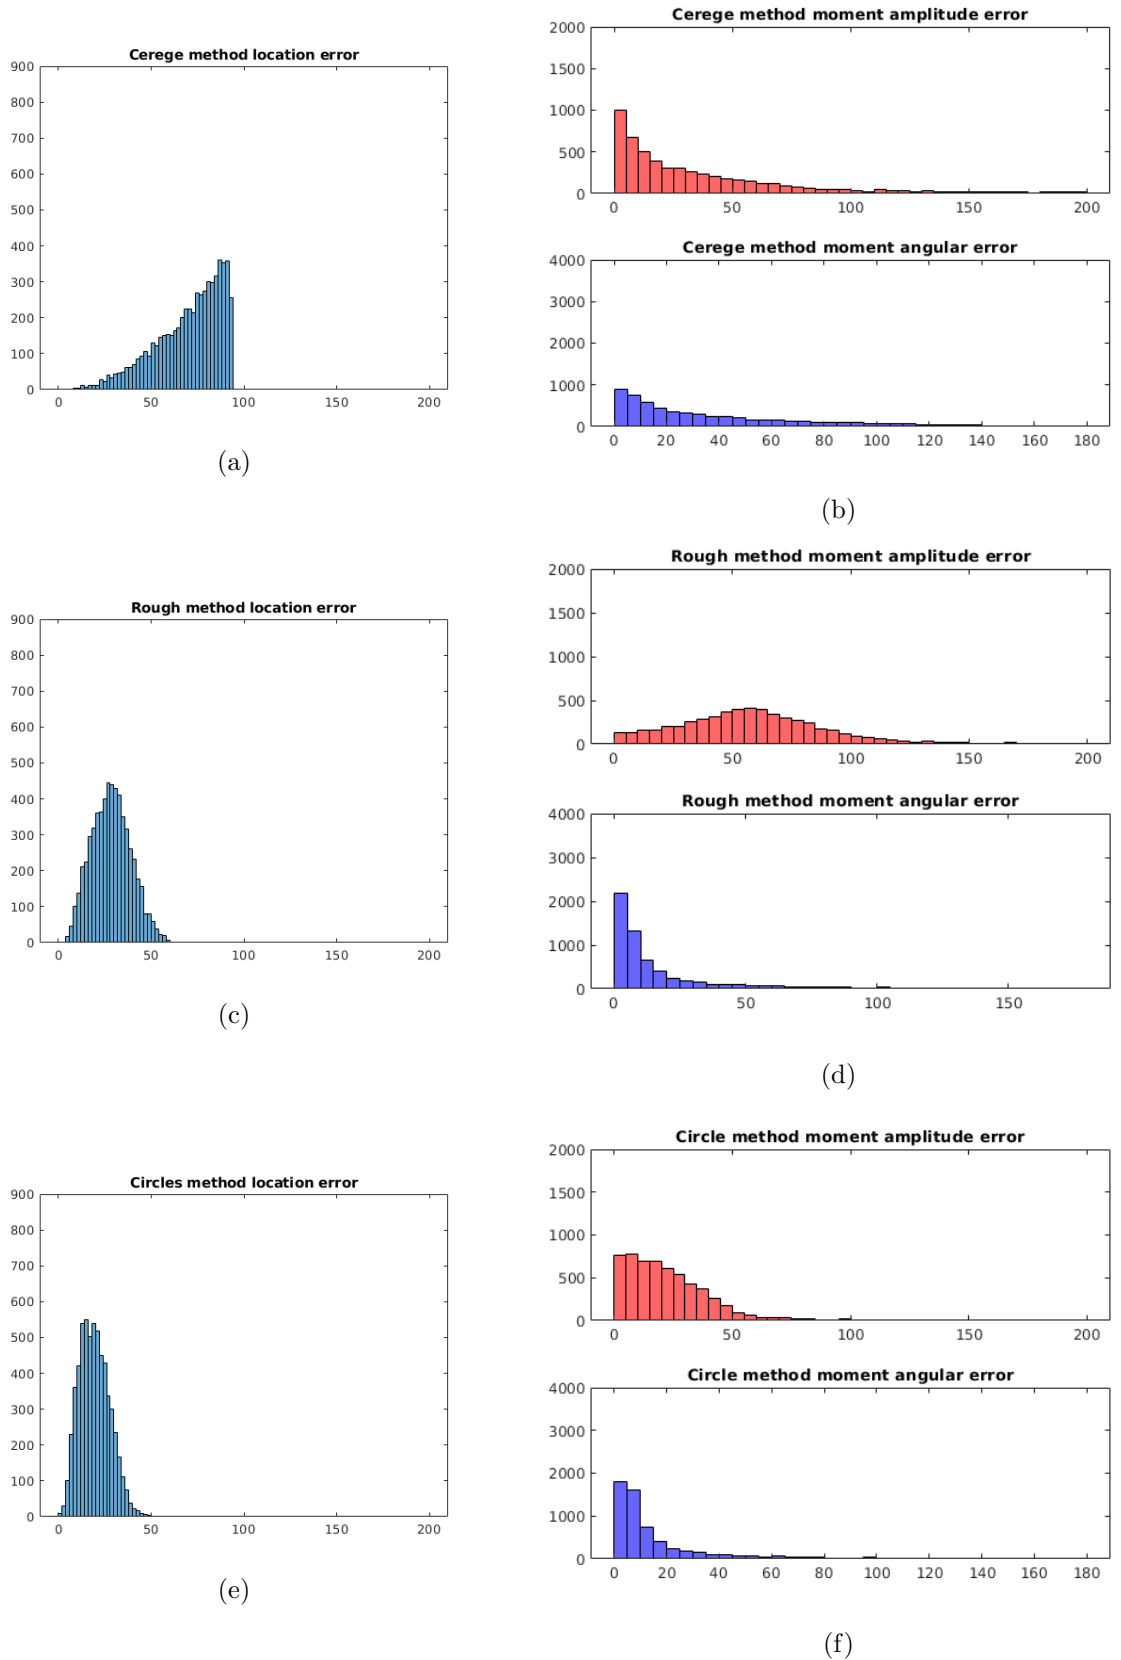 Cerege method location error
900
800
700
600
500
400
300
200
100
0
0 50 100 150 200
(a)
Cerege method moment amplitude error
2000
1500
1000
500
0
0 50 100 150 200
Cerege method moment angular error
4000
3000
2000
1000
0
0 20 40 60 80 100 120 140 160 180
(b)
Rough method location error
900
800
700
600
500
400
300
200
100
0
0 50 100 150 200
(c)
Rough method moment amplitude error
2000
1500
1000
500
0
0 50 100 150 200
Rough method moment angular error
4000
3000
2000
1000
0
0 50 100 150
(d)
Circles method location error
900
800
700
600
500
400
300
200
100
0
0 50 100 150 200
(e)
Circle method moment amplitude error
2000
1500
1000
500
0
0 50 100 150 200
Circle method moment angular error
4000
3000
2000
1000
0
0 20 40 60 80 100 120 140 160 180
(f)